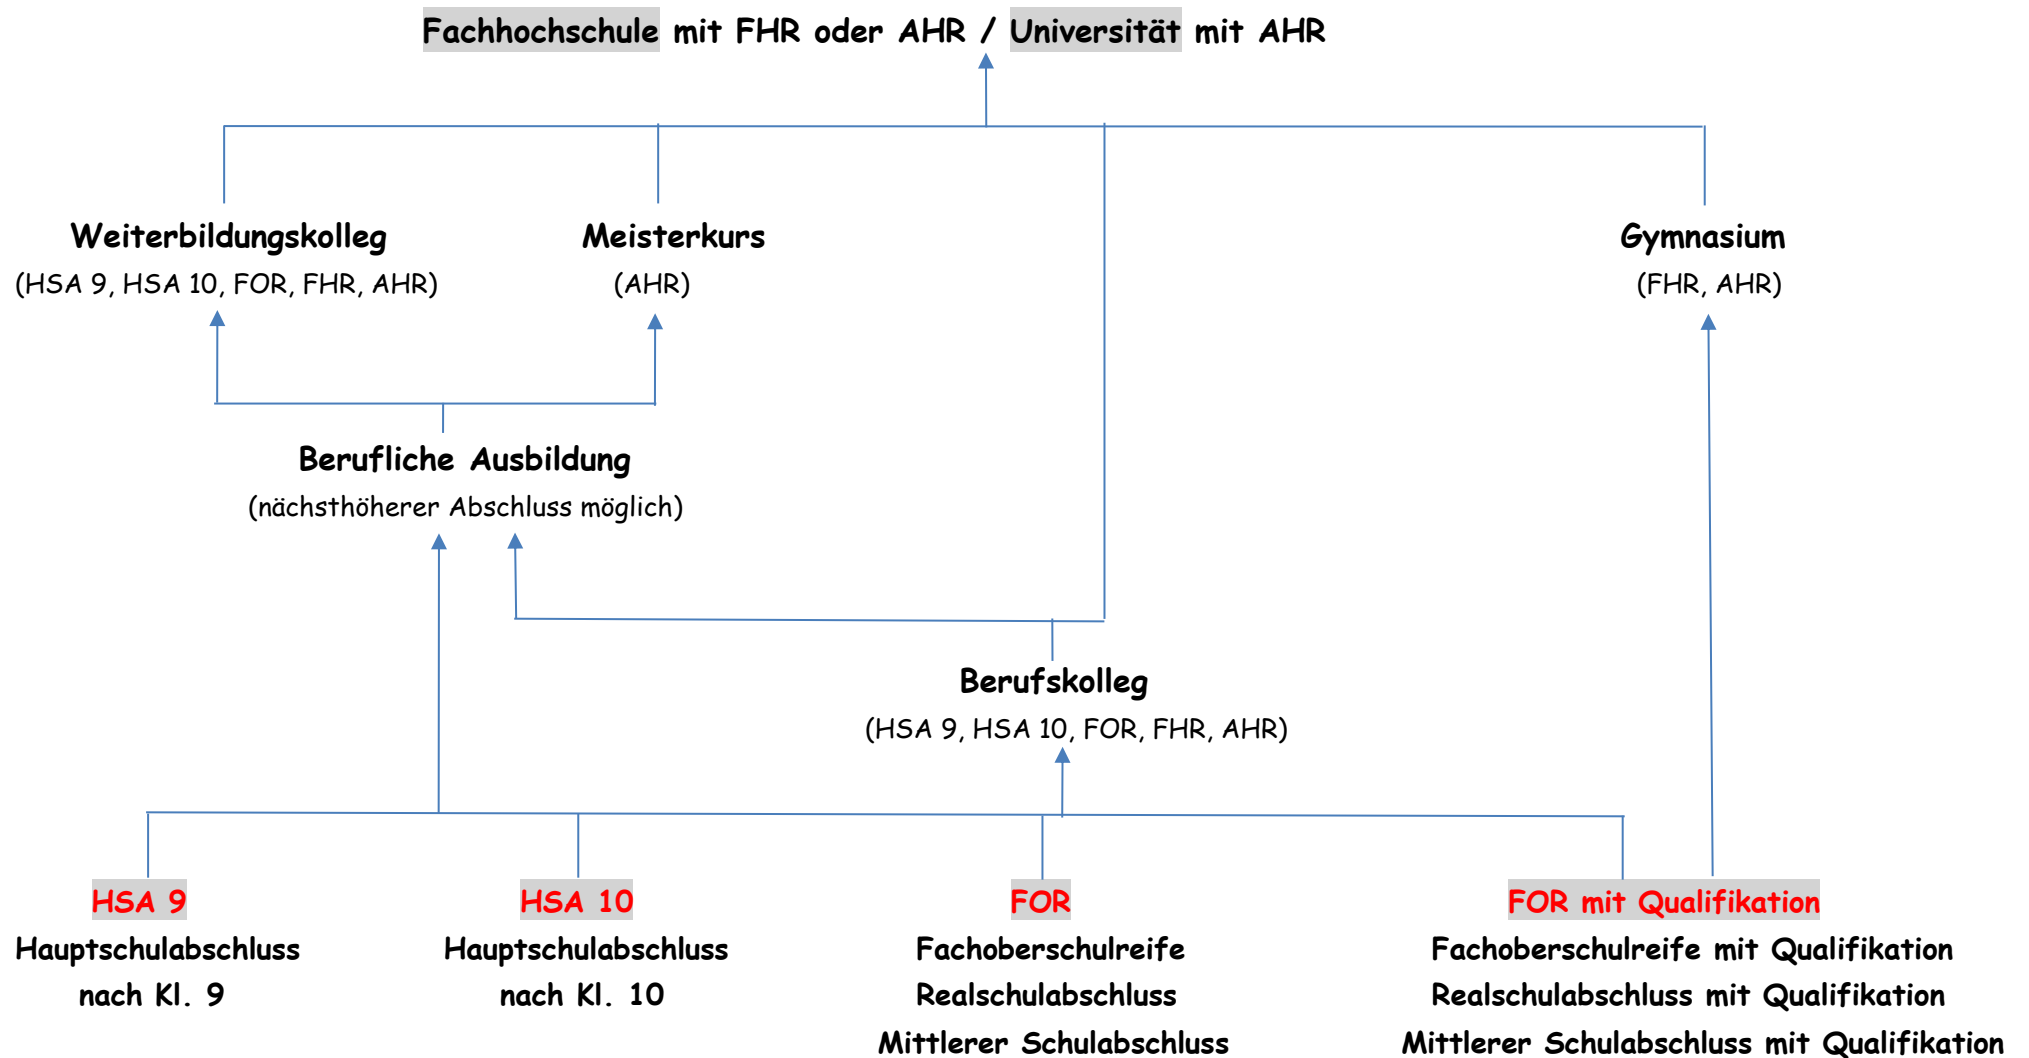 Fachhochschule mit FHR oder AHR / Universität mit AHR
Weiterbildungskolleg
(HSA 9, HSA 10, FOR, FHR, AHR)
Meisterkurs
(AHR)
Gymnasium
(FHR, AHR)
Berufliche Ausbildung
(nächsthöherer Abschluss möglich)
Berufskolleg
(HSA 9, HSA 10, FOR, FHR, AHR)
HSA 9
Hauptschulabschluss
nach Kl. 9
HSA 10
Hauptschulabschluss
nach Kl. 10
FOR
Fachoberschulreife
Realschulabschluss
Mittlerer Schulabschluss
FOR mit Qualifikation
Fachoberschulreife mit Qualifikation
Realschulabschluss mit Qualifikation
Mittlerer Schulabschluss mit Qualifikation